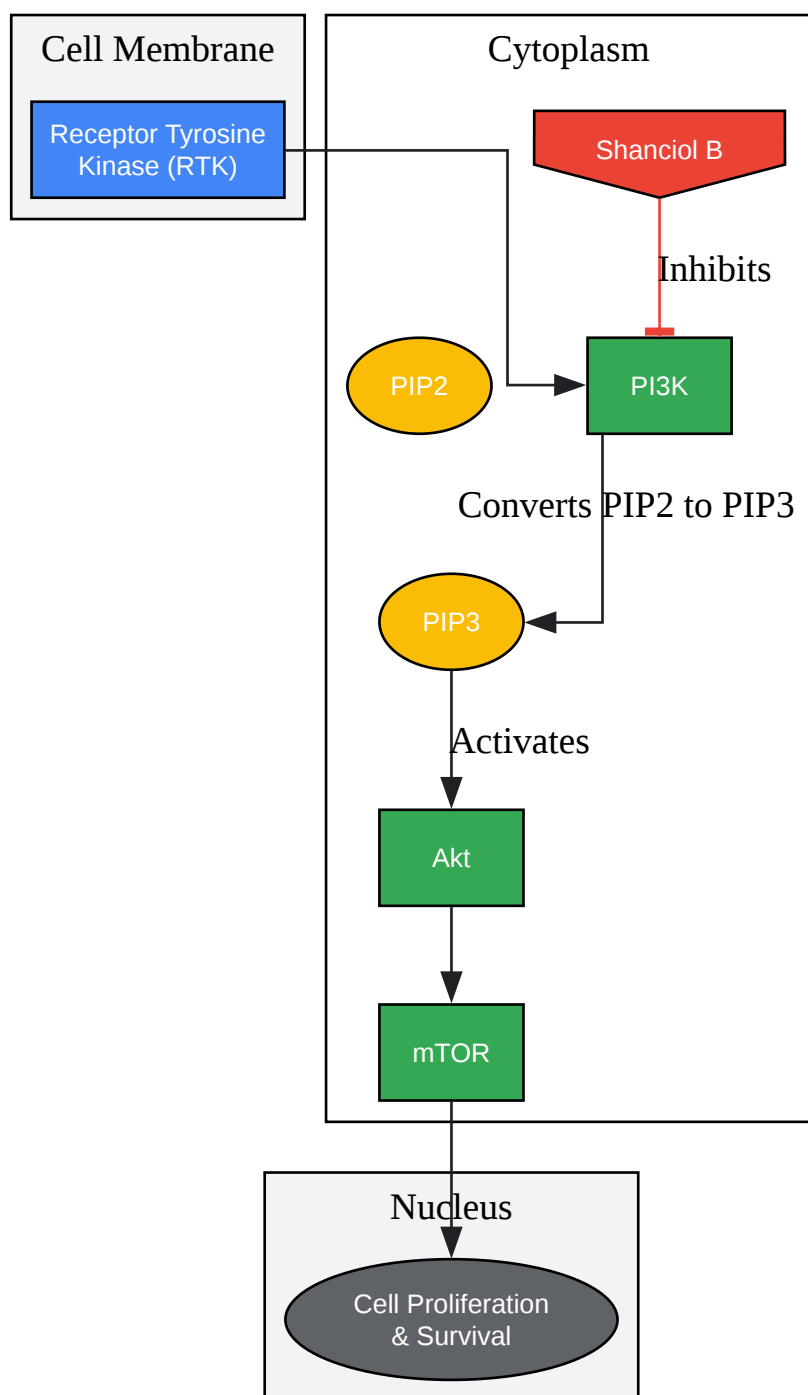 Cell Membrane
Cytoplasm
Receptor Tyrosine
Kinase (RTK)
Shanciol B
Inhibits
PIP2
PI3K
Converts PIP2 to PIP3
PIP3
Activates
Akt
mTOR
Nucleus
Cell Proliferation
& Survival